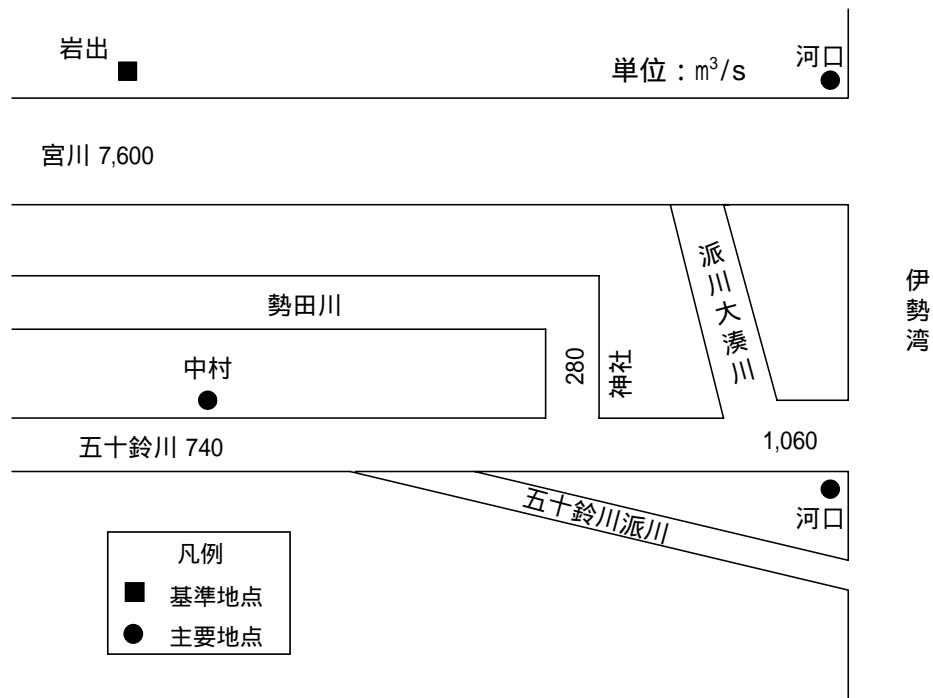 岩出
単位：㎥/s
河口
宮川 7,600
派川大湊川
伊勢湾
勢田川
280
神社
中村
五十鈴川 740
1,060
河口
五十鈴川派川
凡例
基準地点
主要地点